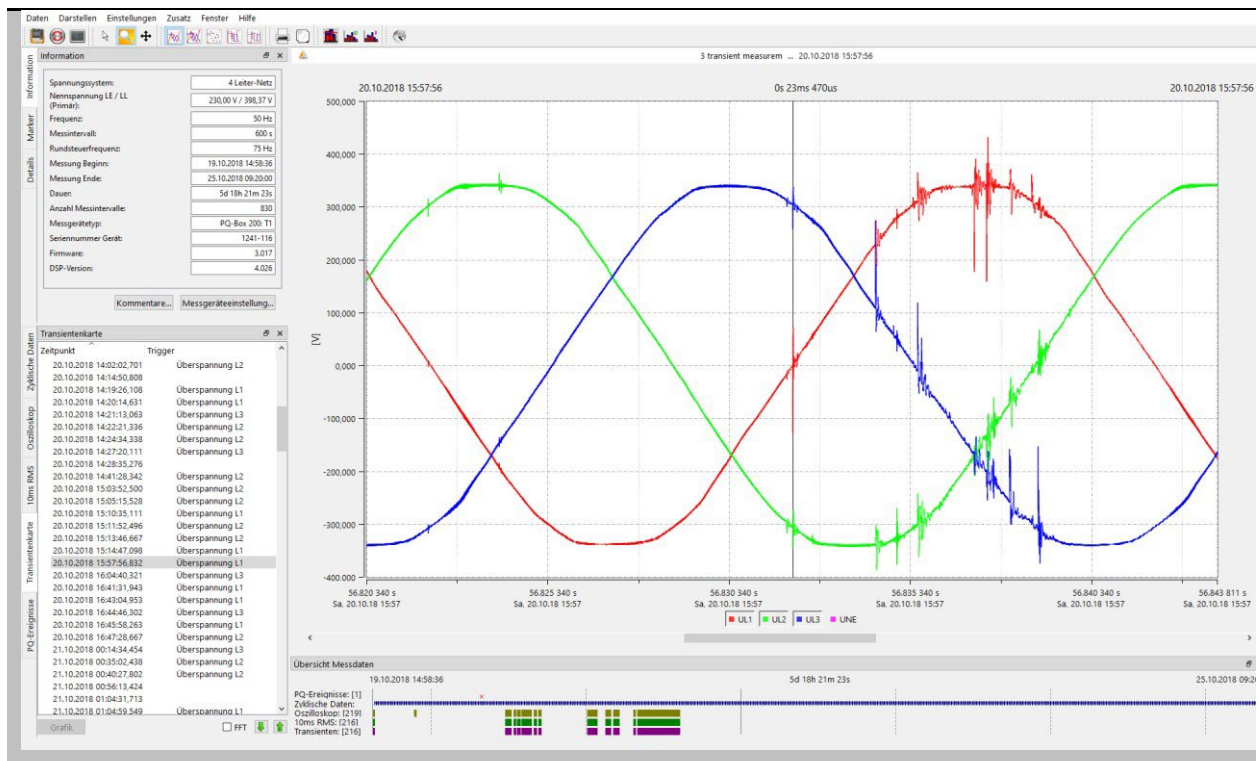 Daten Darstellen Einstellungen Zusatz Fenster Hilfe
Information
Spannungssystem: 4 Leiter-Netz
Nennspannung LE / LL (Primär): 230,00 V / 398,37 V
Frequenz: 50 Hz
Messintervall: 600 s
Rundsteuerfrequenz: 75 Hz
Messung Beginn: 19.10.2018 14:58:36
Messung Ende: 25.10.2018 09:20:00
Dauer: 5d 18h 21m 23s
Anzahl Messintervalle: 830
Messgerätetyp: PQ-Box 200: T1
Seriennummer Gerät: 1241-116
Firmware: 3.017
DSP-Version: 4.026
Kommentare... Messgeräteeinstellung...
Information
Marker
Details
Transientenkarte
Zeitpunkt Trigger
20.10.2018 14:02:02,701 Überspannung L2
20.10.2018 14:14:50,808
20.10.2018 14:19:26,108 Überspannung L1
20.10.2018 14:20:14,631 Überspannung L1
20.10.2018 14:21:13,063 Überspannung L3
20.10.2018 14:22:21,336 Überspannung L2
20.10.2018 14:24:34,338 Überspannung L2
20.10.2018 14:27:20,111 Überspannung L3
20.10.2018 14:28:35,276
20.10.2018 14:41:28,342 Überspannung L2
20.10.2018 15:03:52,500 Überspannung L2
20.10.2018 15:05:15,528 Überspannung L2
20.10.2018 15:10:35,111 Überspannung L1
20.10.2018 15:11:52,496 Überspannung L2
20.10.2018 15:13:46,667 Überspannung L2
20.10.2018 15:14:47,098 Überspannung L1
20.10.2018 15:57:56,832 Überspannung L1
20.10.2018 16:04:40,321 Überspannung L3
20.10.2018 16:41:31,943 Überspannung L1
20.10.2018 16:43:04,953 Überspannung L1
20.10.2018 16:44:46,302 Überspannung L3
20.10.2018 16:45:58,263 Überspannung L1
20.10.2018 16:47:28,667 Überspannung L2
21.10.2018 00:14:34,454 Überspannung L3
21.10.2018 00:35:02,438 Überspannung L2
21.10.2018 00:40:27,802 Überspannung L2
21.10.2018 00:56:13,424
21.10.2018 01:04:31,713
21.10.2018 01:04:59,549 Überspannung L1
Grafik FFT
Zyklische Daten
Oszilloskop
10ms RMS
Transientenkarte
PQ-Ereignisse
3 transient measurem ... 20.10.2018 15:57:56
20.10.2018 15:57:56 0s 23ms 470us 20.10.2018 15:57:56
500,000
400,000
300,000
200,000
100,000
0,000
-100,000
-200,000
-300,000
-400,000
[V]
56.820 340 s 56.825 340 s 56.830 340 s 56.835 340 s 56.840 340 s 56.843 811 s
Sa. 20.10.18 15:57 Sa. 20.10.18 15:57 Sa. 20.10.18 15:57 Sa. 20.10.18 15:57 Sa. 20.10.18 15:57 Sa. 20.10.18 15:57
UL1 UL2 UL3 UNE
Übersicht Messdaten
19.10.2018 14:58:36 5d 18h 21m 23s 25.10.2018 09:20
PQ-Ereignisse: [1]
Zyklische Daten:
Oszilloskop: [219]
10ms RMS: [216]
Transienten: [216]